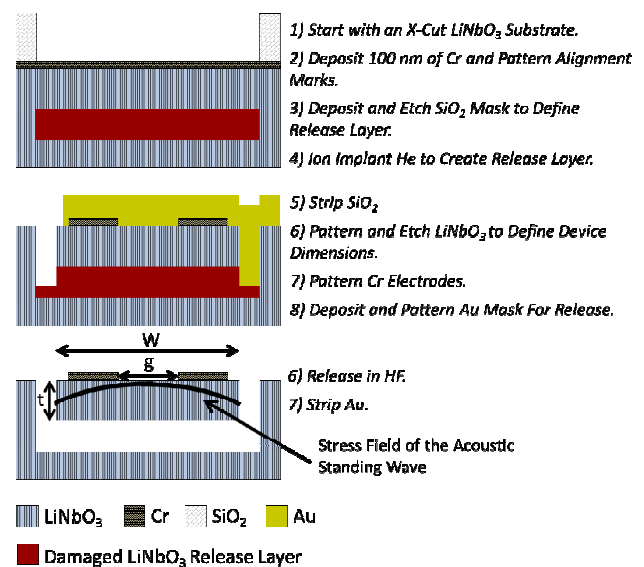 1) Start with an X-Cut LiNbO3 Substrate.
2) Deposit 100 nm of Cr and Pattern Alignment
Marks.
3) Deposit and Etch SiO2 Mask to Define
Release Layer.
4) Ion Implant He to Create Release Layer.
5) Strip SiO2
6) Pattern and Etch LiNbO3 to Define Device
Dimensions.
7) Pattern Cr Electrodes.
8) Deposit and Pattern Au Mask For Release.
W
g
t
6) Release in HF.
7) Strip Au.
Stress Field of the Acoustic
Standing Wave
LiNbO3 Cr SiO2 Au
Damaged LiNbO3 Release Layer